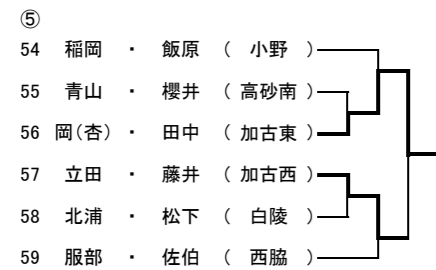 ⑤
54 稲岡 ・ 飯原 ( 小野 )
55 青山 ・ 櫻井 ( 高砂南 )
56 岡(杏) ・ 田中 ( 加古東 )
57 立田 ・ 藤井 ( 加古西 )
58 北浦 ・ 松下 ( 白陵 )
59 服部 ・ 佐伯 ( 西脇 )